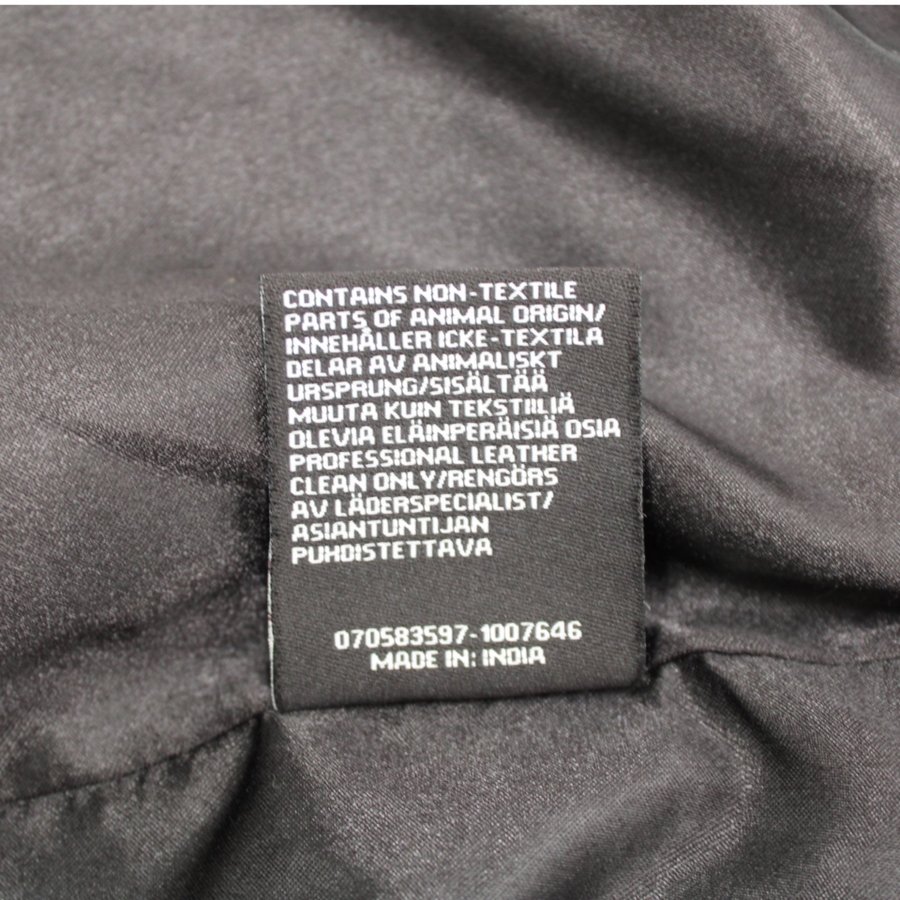 CONTAINS NON-TEXTILE
PARTS OF ANIMAL ORIGIN/
INNEHÅLLER ICKE-TEXTILA
DELAR AV ANIMALISKT
URSPRUNG/SISÄLTÄÄ
MUUTA KUIN TEKSTIILIÄ
OLEVIA ELÄINPERÄISIÄ OSIA
PROFESSIONAL LEATHER
CLEAN ONLY/RENGÖRS
AV LÄDERSPECIALIST/
ASIANTUNTIJAN
PUHDISTETTAVA
070583597-1007646
MADE IN: INDIA